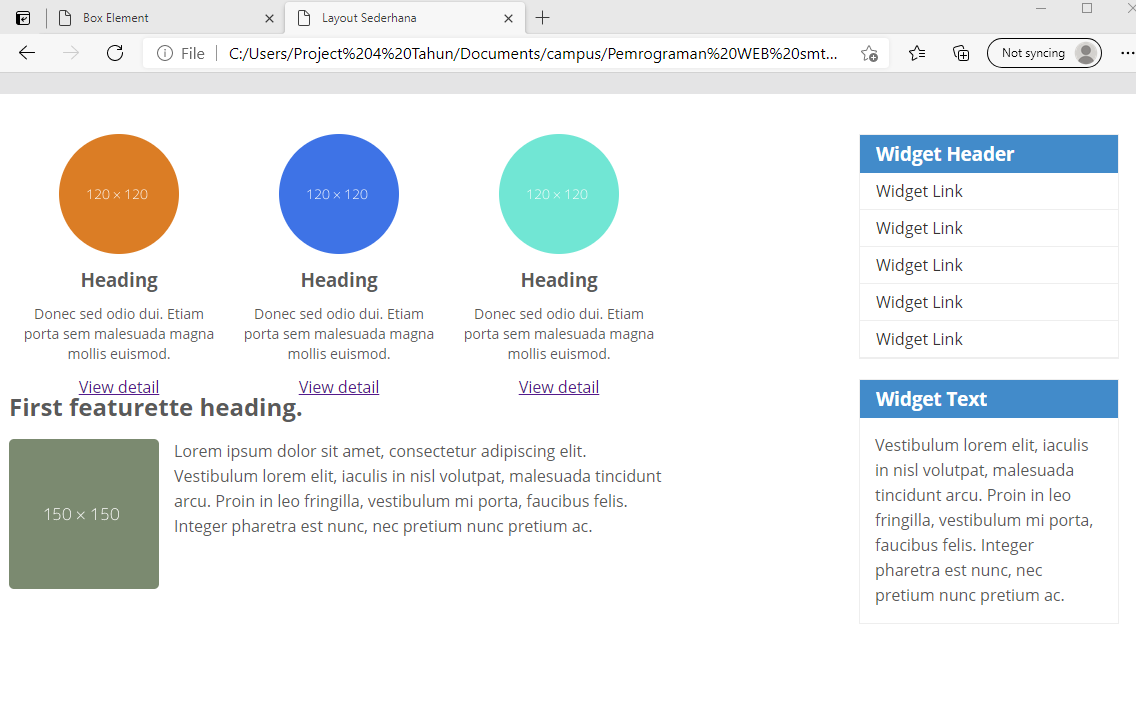 Box Element
Layout Sederhana
File
C:/Users/Project%204%20Tahun/Documents/campus/Pemrograman%20WEB%20smt...
Not syncing
120 × 120
120 × 120
120 × 120
Heading
Heading
Heading
Donec sed odio dui. Etiam
porta sem malesuada magna
mollis euismod.
Donec sed odio dui. Etiam
porta sem malesuada magna
mollis euismod.
Donec sed odio dui. Etiam
porta sem malesuada magna
mollis euismod.
View detail
View detail
View detail
First featurette heading.
150 × 150
Lorem ipsum dolor sit amet, consectetur adipiscing elit.
Vestibulum lorem elit, iaculis in nisl volutpat, malesuada tincidunt
arcu. Proin in leo fringilla, vestibulum mi porta, faucibus felis.
Integer pharetra est nunc, nec pretium nunc pretium ac.
Widget Header
Widget Link
Widget Link
Widget Link
Widget Link
Widget Link
Widget Text
Vestibulum lorem elit, iaculis
in nisl volutpat, malesuada
tincidunt arcu. Proin in leo
fringilla, vestibulum mi porta,
faucibus felis. Integer
pharetra est nunc, nec
pretium nunc pretium ac.